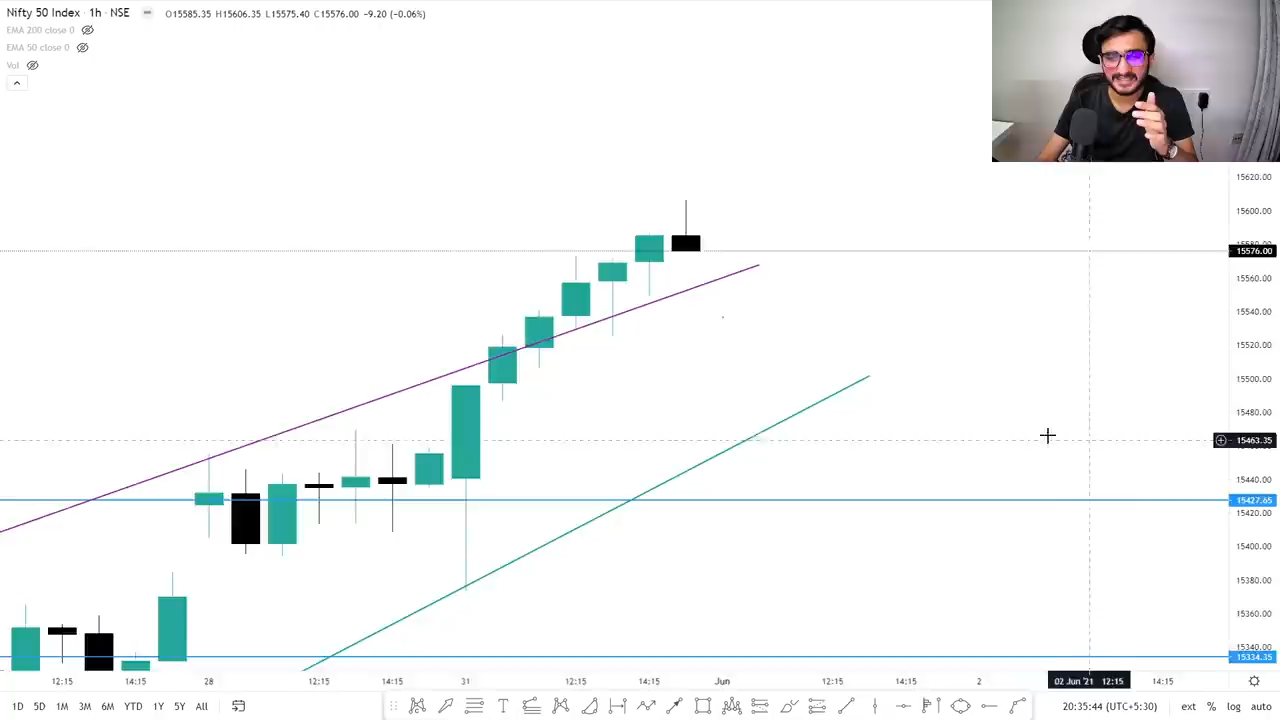 Nifty 50 Index · 1h · NSE O15585.35 H15606.35 L15575.40 C15576.00 −9.20 (−0.06%)
EMA 200 close 0
EMA 50 close 0
Vol
15620.00
15600.00
15576.00
15560.00
15540.00
15520.00
15500.00
15480.00
15463.35
15440.00
15427.65
15420.00
15400.00
15380.00
15360.00
15340.00
15334.35
12:15 14:15 28 12:15 14:15 31 12:15 14:15 Jun 12:15 14:15 2 02 Jun '21 12:15 14:15
1D 5D 1M 3M 6M YTD 1Y 5Y All T 20:35:44 (UTC+5:30) ext % log auto